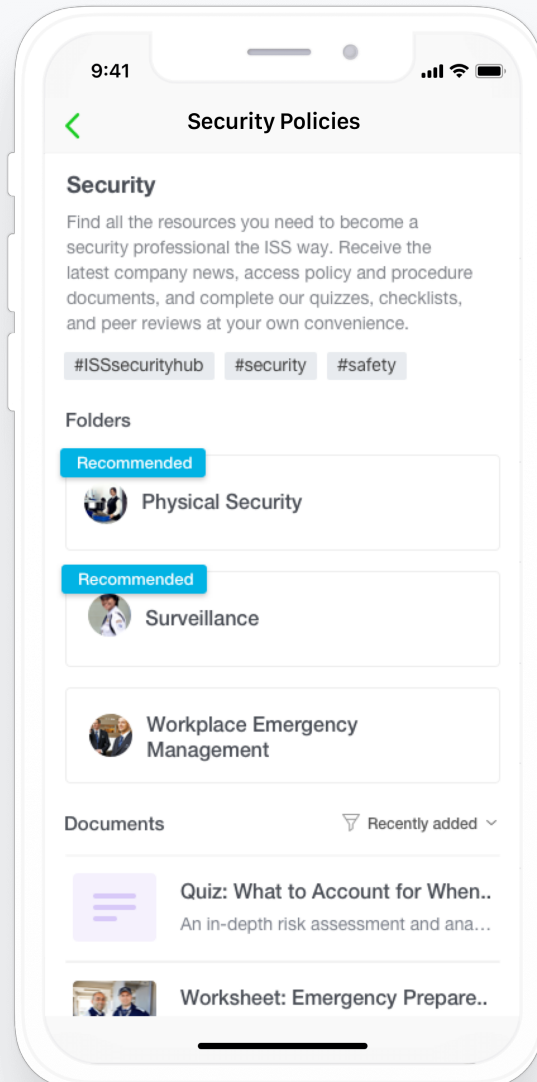 9:41
Security Policies
Security
Find all the resources you need to become a
security professional the ISS way. Receive the
latest company news, access policy and procedure
documents, and complete our quizzes, checklists,
and peer reviews at your own convenience.
#ISSsecurityhub #security #safety
Folders
Recommended
Physical Security
Recommended
Surveillance
Workplace Emergency
Management
Documents Recently added
Quiz: What to Account for When..
An in-depth risk assessment and ana...
Worksheet: Emergency Prepare..